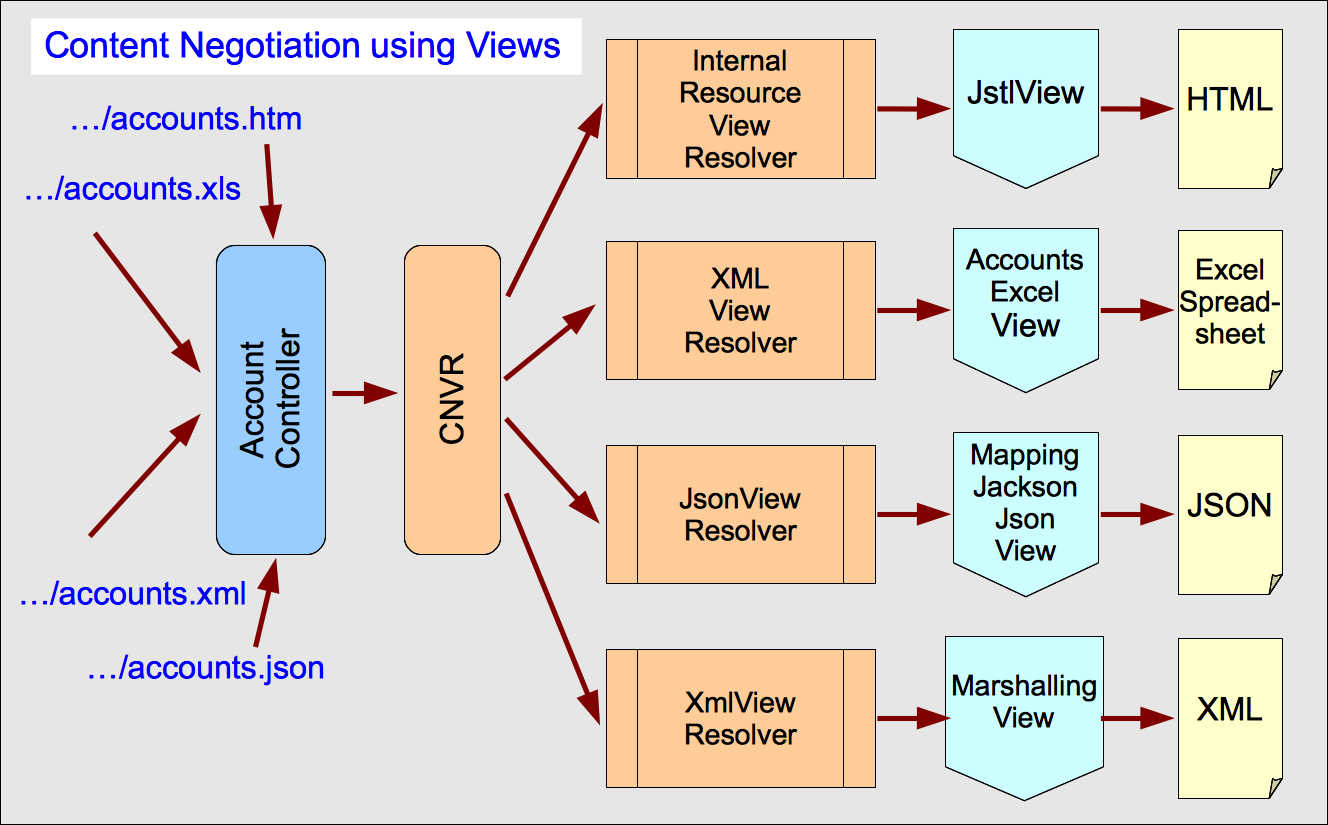 Content Negotiation using Views
…/accounts.htm
…/accounts.xls
…/accounts.xml
…/accounts.json
Account
Controller
CNVR
Internal
Resource
View
Resolver
JstlView
HTML
XML
View
Resolver
Accounts
Excel
View
Excel
Spread-
sheet
JsonView
Resolver
Mapping
Jackson
Json
View
JSON
XmlView
Resolver
Marshalling
View
XML